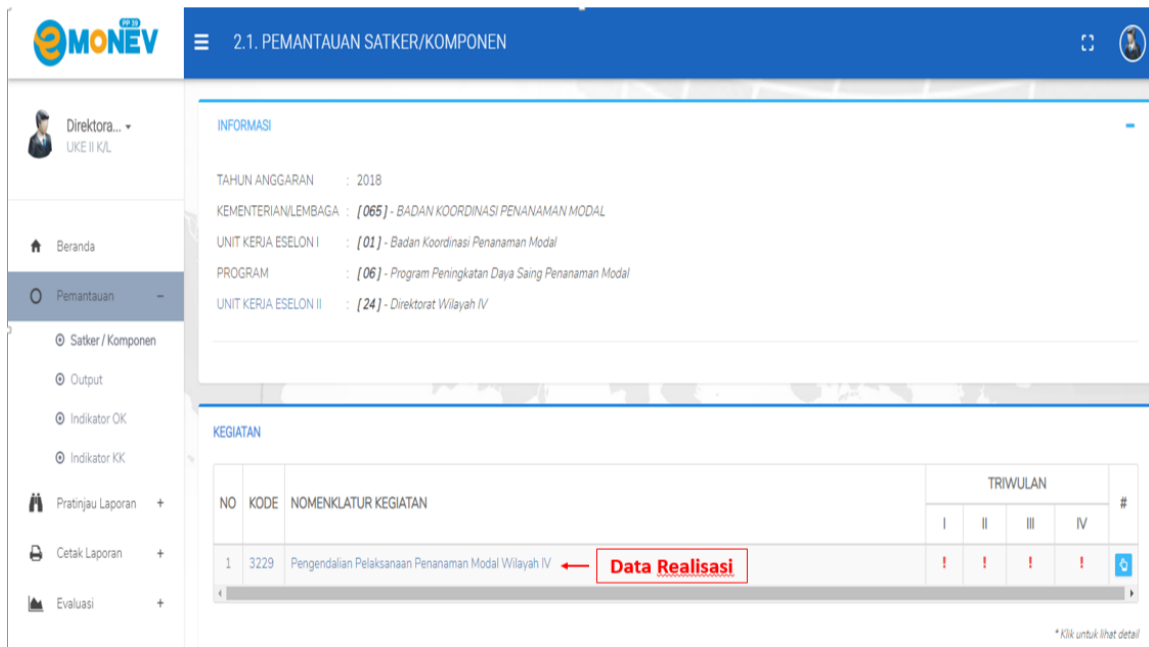 PP 39
eMONEV
2.1. PEMANTAUAN SATKER/KOMPONEN
Direktora...
UKE II K/L
Beranda
Pemantauan
Satker / Komponen
Output
Indikator OK
Indikator KK
Pratinjau Laporan +
Cetak Laporan +
Evaluasi +
INFORMASI
TAHUN ANGGARAN : 2018
KEMENTERIAN/LEMBAGA : [ 065 ] - BADAN KOORDINASI PENANAMAN MODAL
UNIT KERJA ESELON I : [ 01 ] - Badan Koordinasi Penanaman Modal
PROGRAM : [ 06 ] - Program Peningkatan Daya Saing Penanaman Modal
UNIT KERJA ESELON II : [ 24 ] - Direktorat Wilayah IV
KEGIATAN
NO KODE NOMENKLATUR KEGIATAN TRIWULAN #
I II III IV
1 3229 Pengendalian Pelaksanaan Penanaman Modal Wilayah IV Data Realisasi ! ! ! !
* Klik untuk lihat detail